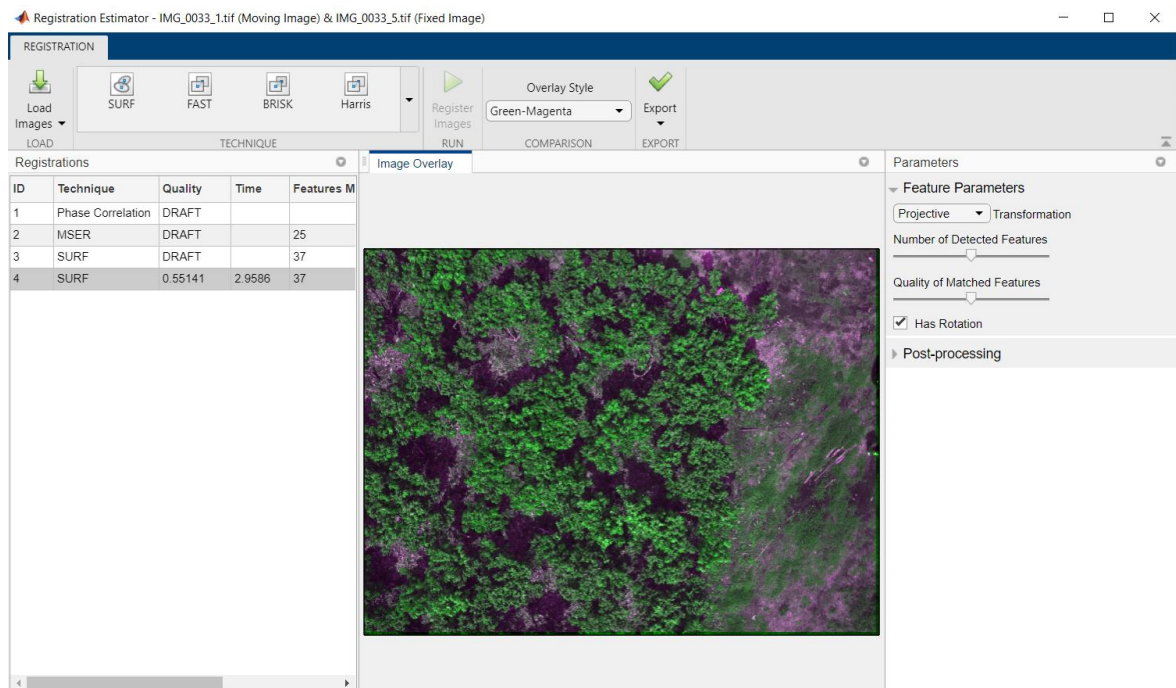 Registration Estimator - IMG_0033_1.tif (Moving Image) & IMG_0033_5.tif (Fixed Image)
REGISTRATION
Load
Images
SURF
FAST
BRISK
Harris
Register
Images
Overlay Style
Green-Magenta
Export
LOAD
TECHNIQUE
RUN
COMPARISON
EXPORT
Registrations
ID Technique Quality Time Features M
1 Phase Correlation DRAFT
2 MSER DRAFT 25
3 SURF DRAFT 37
4 SURF 0.55141 2.9586 37
Image Overlay
Parameters
Feature Parameters
Projective Transformation
Number of Detected Features
Quality of Matched Features
Has Rotation
Post-processing